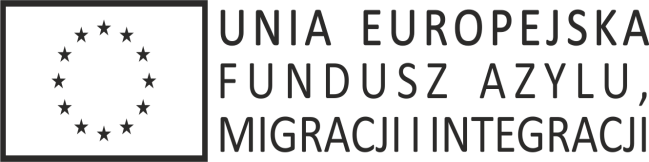 UNIA EUROPEJSKA
FUNDUSZ AZYLU,
MIGRACJI I INTEGRACJI